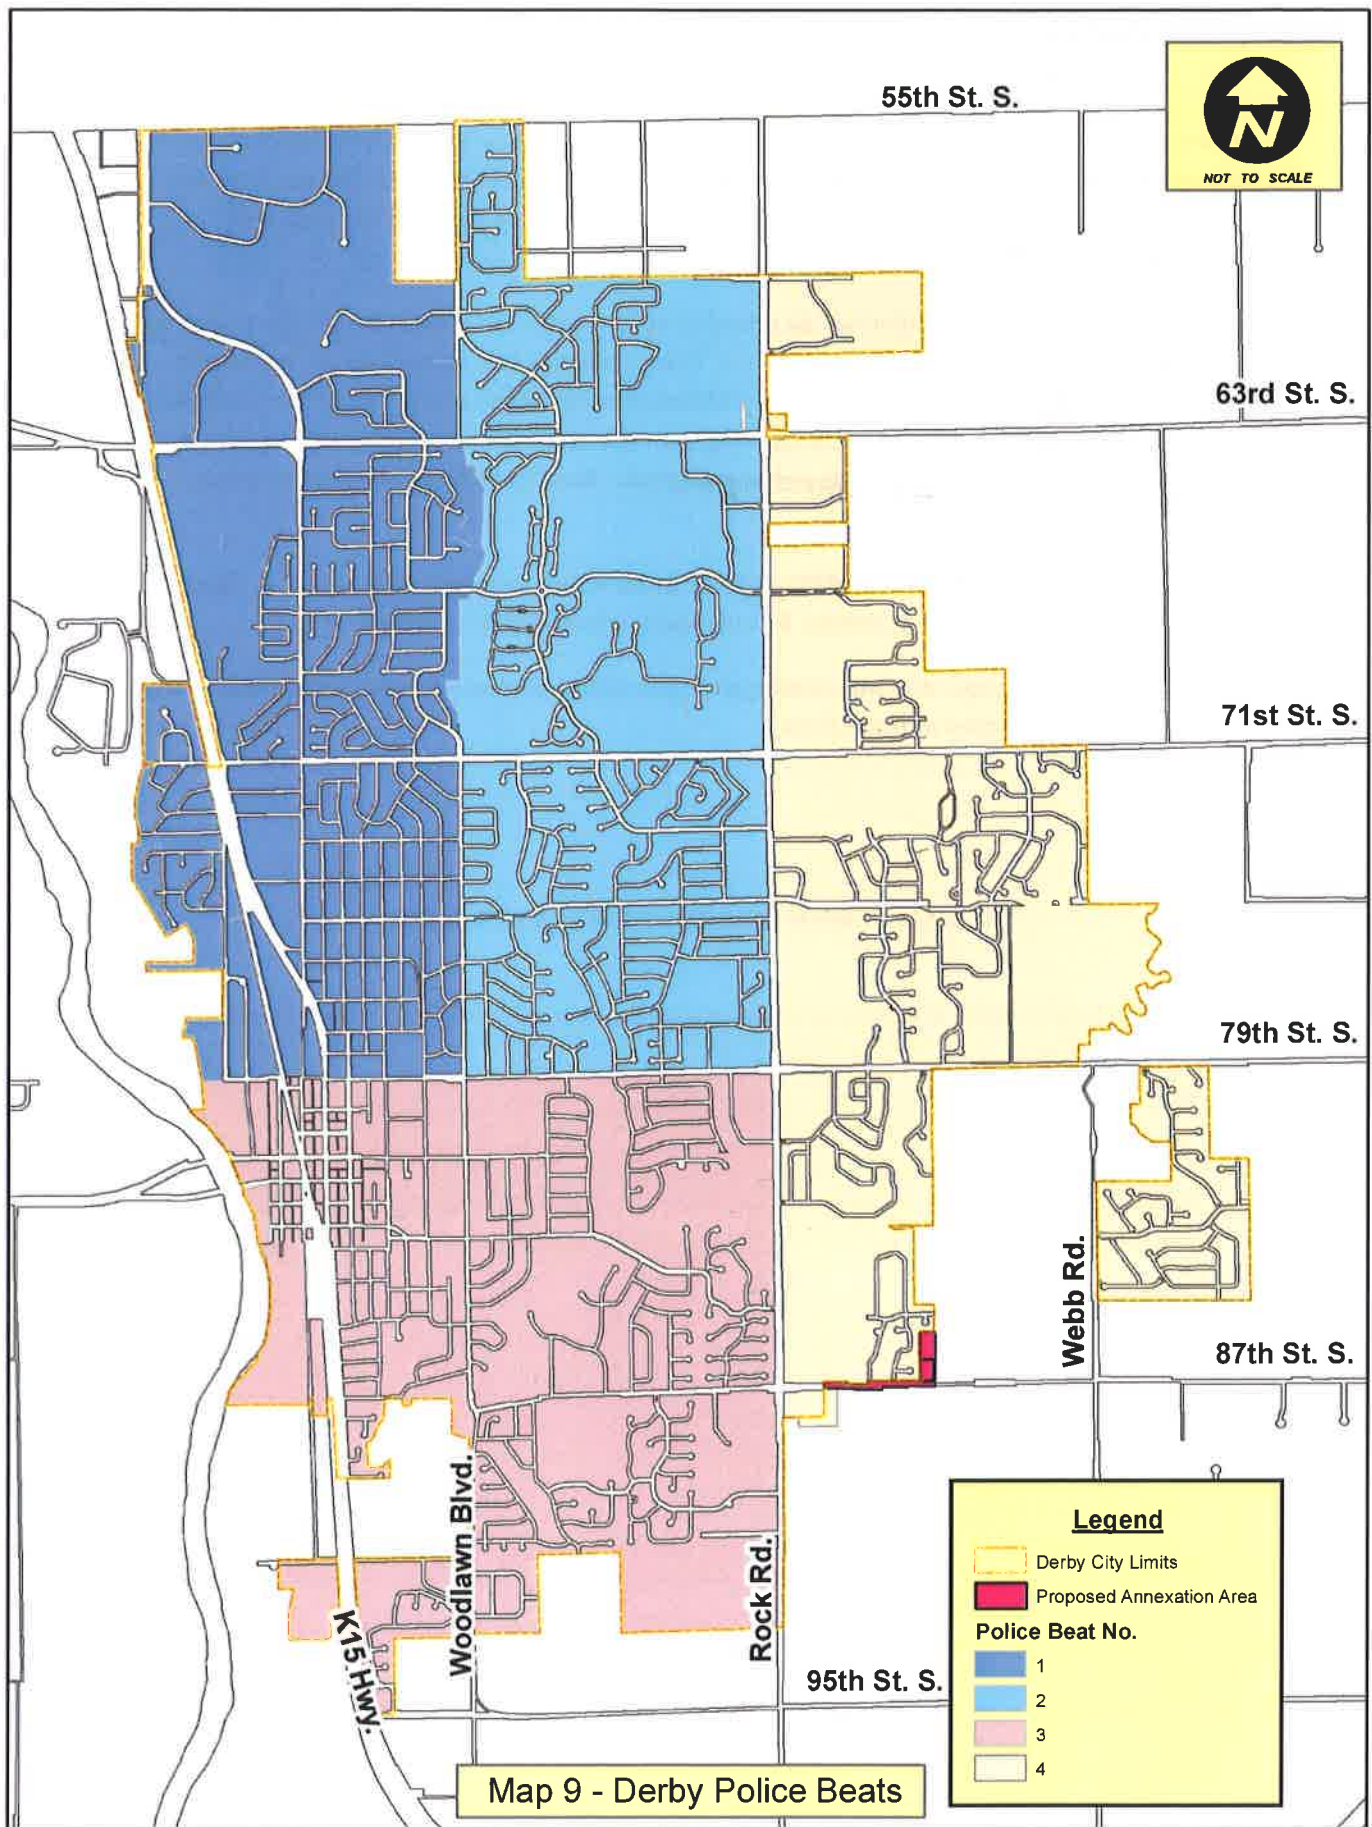 55th St. S.
N
NOT TO SCALE
63rd St. S.
71st St. S.
79th St. S.
Webb Rd.
87th St. S.
Woodlawn Blvd.
Rock Rd.
K15 Hwy.
95th St. S.
Legend
Derby City Limits
Proposed Annexation Area
Police Beat No.
1
2
3
4
Map 9 - Derby Police Beats